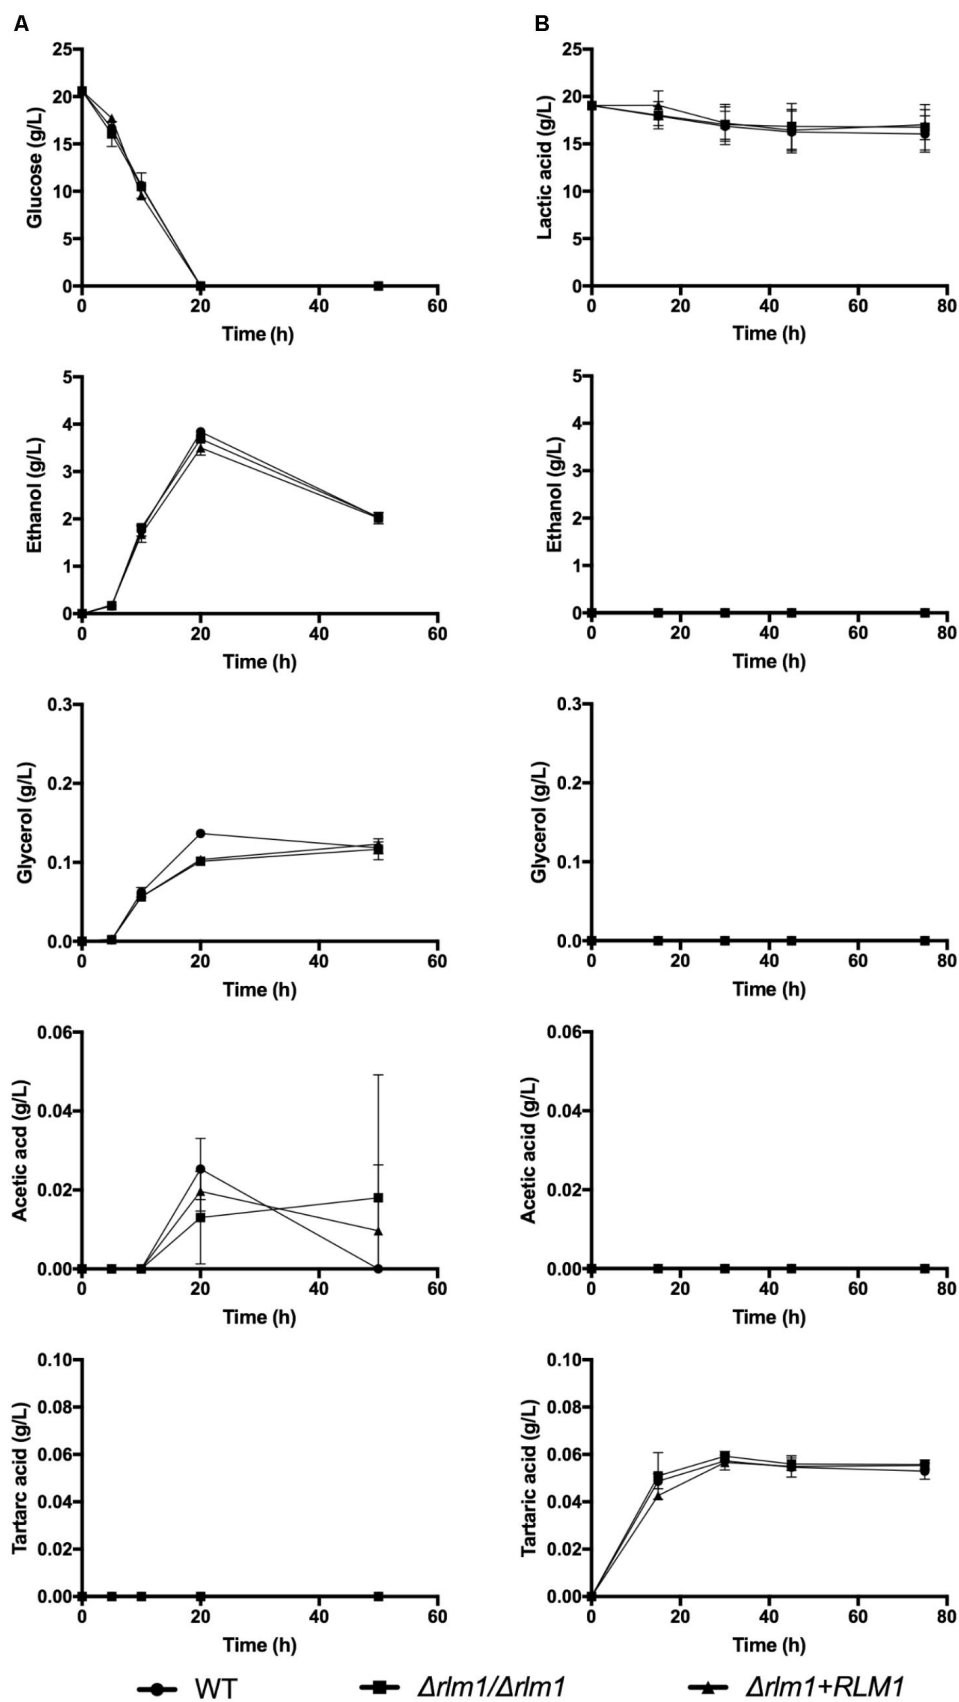 A
B
25
20
15
10
5
0
Glucose (g/L)
0 20 40 60
Time (h)
25
20
15
10
5
0
Lactic acid (g/L)
0 20 40 60 80
Time (h)
5
4
3
2
1
0
Ethanol (g/L)
0 20 40 60
Time (h)
5
4
3
2
1
0
Ethanol (g/L)
0 20 40 60 80
Time (h)
0.3
0.2
0.1
0.0
Glycerol (g/L)
0 20 40 60
Time (h)
0.3
0.2
0.1
0.0
Glycerol (g/L)
0 20 40 60 80
Time (h)
0.06
0.04
0.02
0.00
Acetic acd (g/L)
0 20 40 60
Time (h)
0.06
0.04
0.02
0.00
Acetic acid (g/L)
0 20 40 60 80
Time (h)
0.10
0.08
0.06
0.04
0.02
0.00
Tartarc acid (g/L)
0 20 40 60
Time (h)
0.10
0.08
0.06
0.04
0.02
0.00
Tartaric acid (g/L)
0 20 40 60 80
Time (h)
WT Δrlm1/Δrlm1 Δrlm1+RLM1